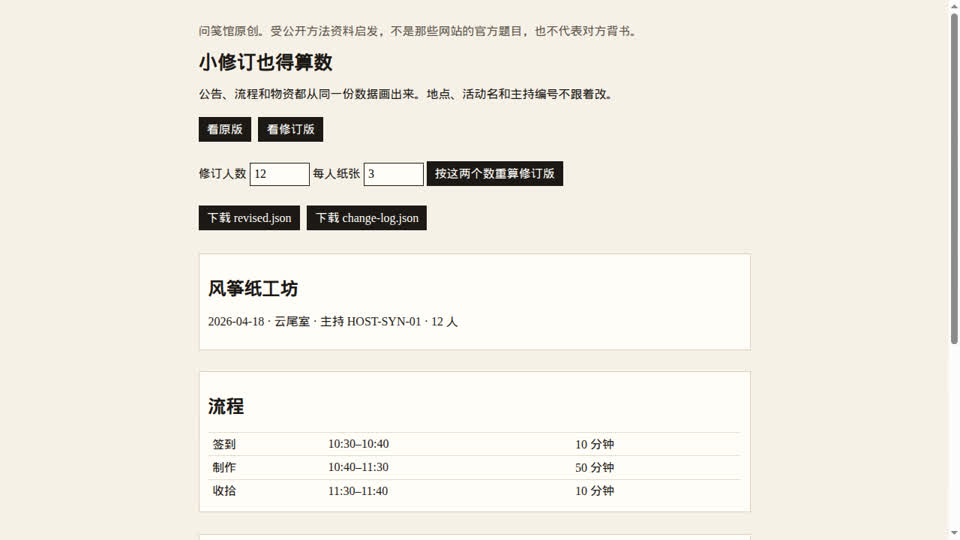 问笺馆原创。受公开方法资料启发，不是那些网站的官方题目，也不代表对方背书。
小修订也得算数
公告、流程和物资都从同一份数据画出来。地点、活动名和主持编号不跟着改。
看原版 看修订版
修订人数 12 每人纸张 3 按这两个数重算修订版
下载 revised.json 下载 change-log.json
风筝纸工坊
2026-04-18 · 云尾室 · 主持 HOST-SYN-01 · 12 人
流程
签到 10:30–10:40 10 分钟
制作 10:40–11:30 50 分钟
收拾 11:30–11:40 10 分钟